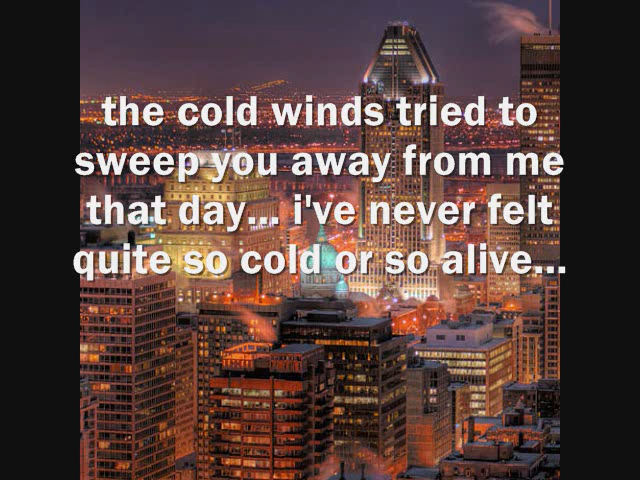 the cold winds tried to
sweep you away from me
that day... i've never felt
quite so cold or so alive...